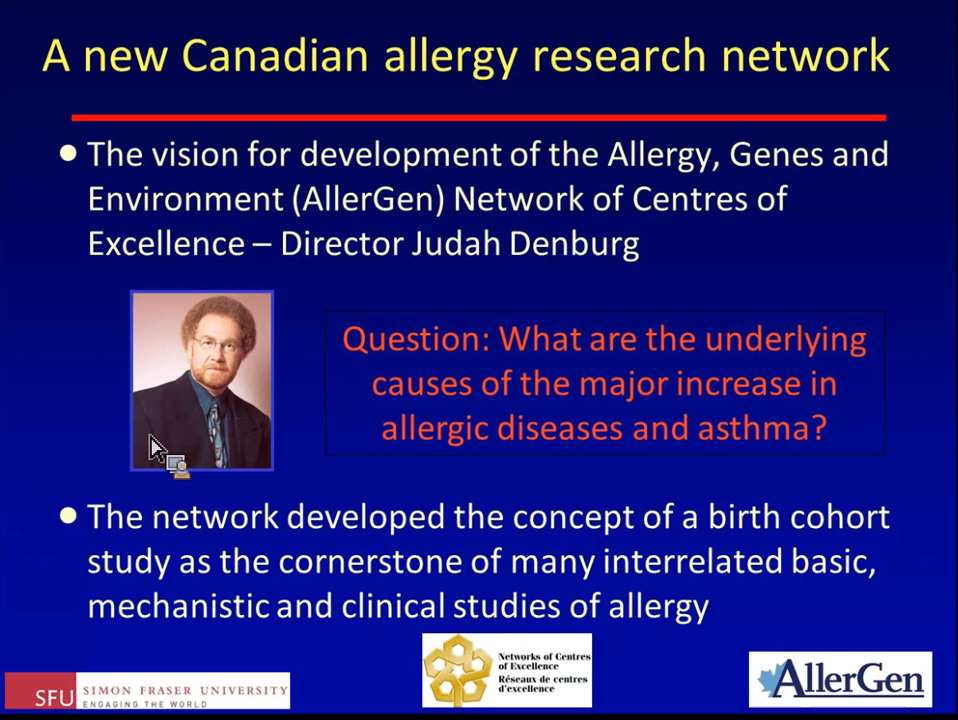 A new Canadian allergy research network
The vision for development of the Allergy, Genes and
Environment (AllerGen) Network of Centres of
Excellence – Director Judah Denburg
Question: What are the underlying
causes of the major increase in
allergic diseases and asthma?
The network developed the concept of a birth cohort
study as the cornerstone of many interrelated basic,
mechanistic and clinical studies of allergy
SFU SIMON FRASER UNIVERSITY
ENGAGING THE WORLD
Networks of Centres
of Excellence
Réseaux de centres
d'excellence
AllerGen